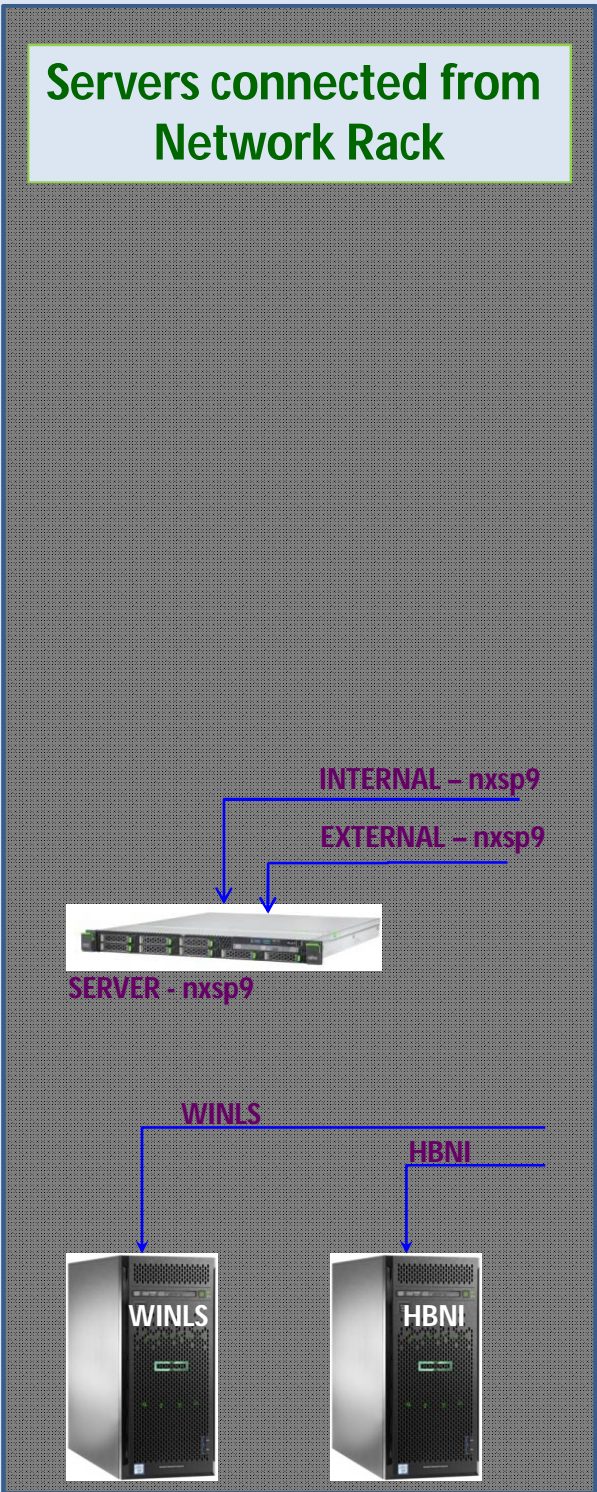 Servers connected from
Network Rack
INTERNAL – nxsp9
EXTERNAL – nxsp9
SERVER - nxsp9
WINLS
HBNI
WINLS
HBNI